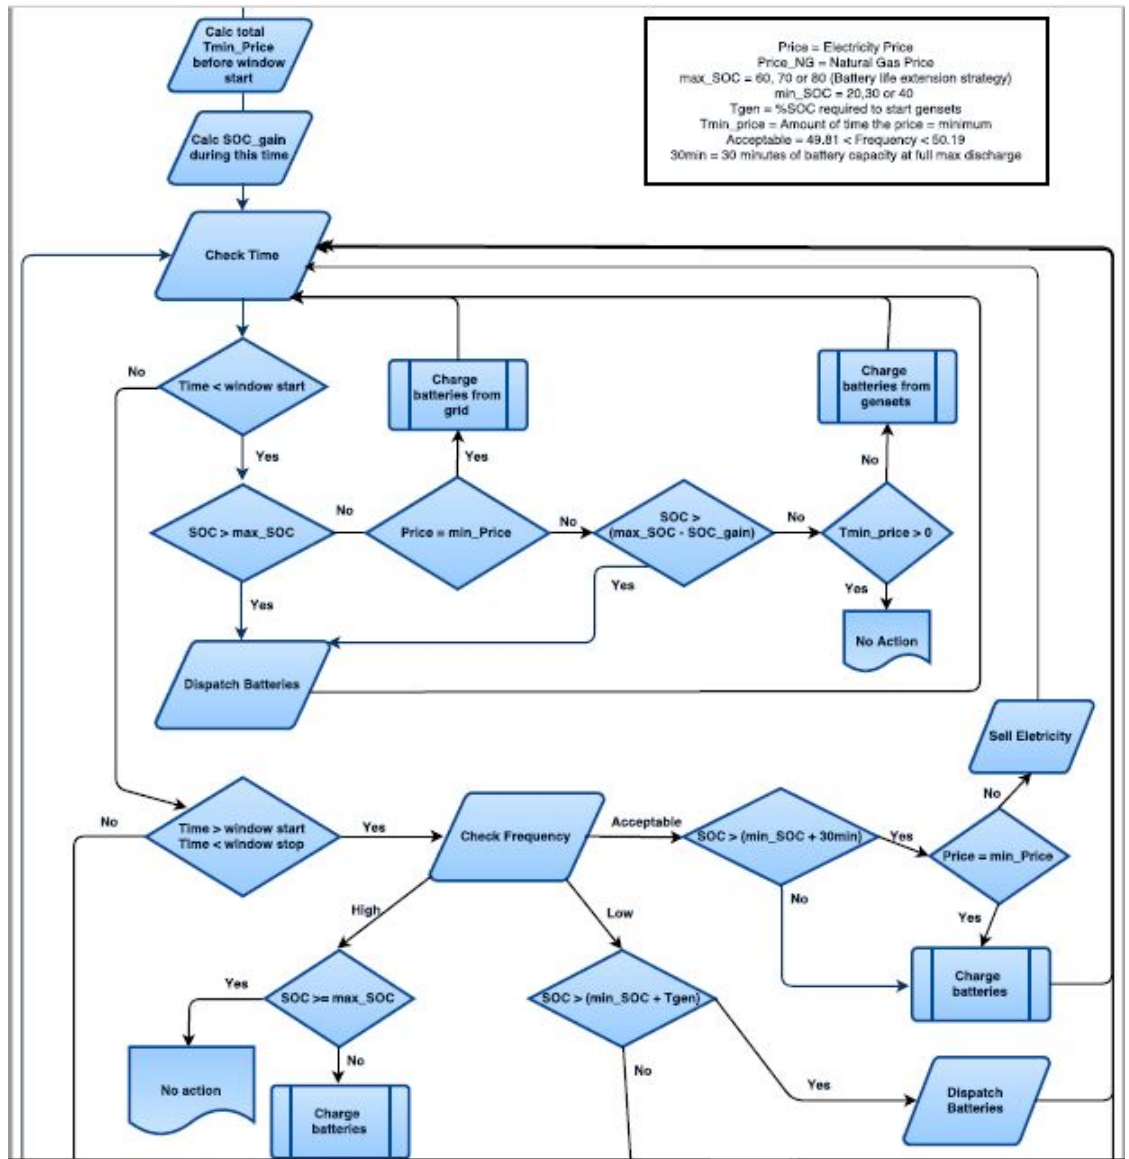 Calc total
Tmin_Price
before window
start
Price = Electricity Price
Price_NG = Natural Gas Price
max_SOC = 60, 70 or 80 (Battery life extension strategy)
min_SOC = 20,30 or 40
Tgen = %SOC required to start gensets
Tmin_price = Amount of time the price = minimum
Acceptable = 49.81 < Frequency < 50.19
30min = 30 minutes of battery capacity at full max discharge
Calc SOC_gain
during this time
Check Time
No
Time < window start
Yes
Charge
batteries from
grid
Charge
batteries from
gensets
Yes
No
SOC > max_SOC
No
Price = min_Price
No
SOC >
(max_SOC - SOC_gain)
No
Tmin_price > 0
Yes
Yes
Yes
No Action
Dispatch Batteries
Sell Eletricity
No
No
Time > window start
Time < window stop
Yes
Check Frequency
Acceptable
SOC > (min_SOC + 30min)
Yes
Price = min_Price
High
Low
No
Yes
Yes
SOC >= max_SOC
SOC > (min_SOC + Tgen)
Charge
batteries
No
No
Yes
No action
Charge
batteries
Dispatch
Batteries